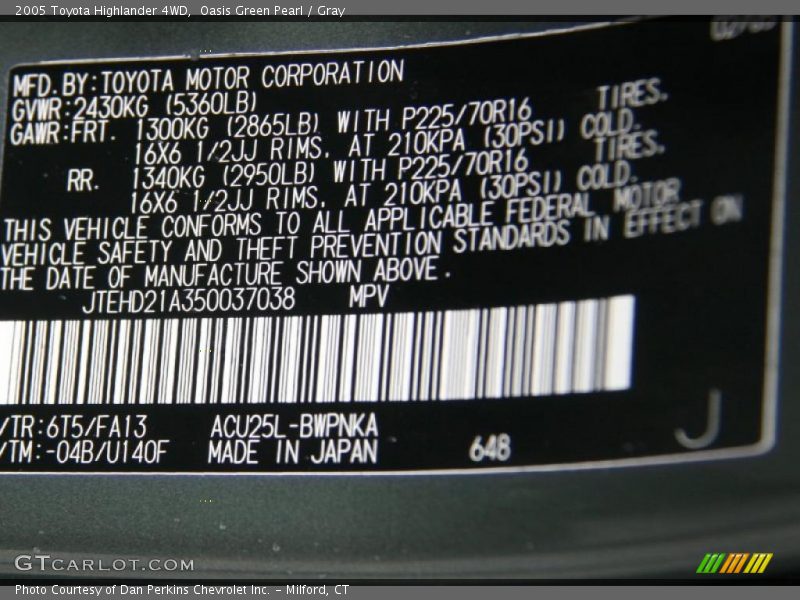 2005 Toyota Highlander 4WD,  Oasis Green Pearl / Gray
MFD.BY:TOYOTA MOTOR CORPORATION
GVWR:2430KG (5360LB)
GAWR:FRT. 1300KG (2865LB) WITH P225/70R16 TIRES.
16X6 1/2JJ RIMS. AT 210KPA (30PSI) COLD.
RR. 1340KG (2950LB) WITH P225/70R16 TIRES.
16X6 1/2JJ RIMS. AT 210KPA (30PSI) COLD.
THIS VEHICLE CONFORMS TO ALL APPLICABLE FEDERAL MOTOR
VEHICLE SAFETY AND THEFT PREVENTION STANDARDS IN EFFECT ON
THE DATE OF MANUFACTURE SHOWN ABOVE.
JTEHD21A350037038 MPV
/TR:6T5/FA13 ACU25L-BWPNKA
/TM:-04B/U140F MADE IN JAPAN 648
J
GTCARLOT.COM
Photo Courtesy of Dan Perkins Chevrolet Inc. - Milford, CT